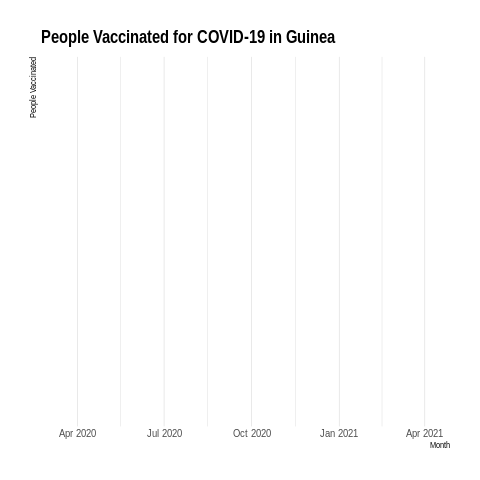 People Vaccinated for COVID-19 in Guinea
People Vaccinated
Apr 2020 Jul 2020 Oct 2020 Jan 2021 Apr 2021
Month